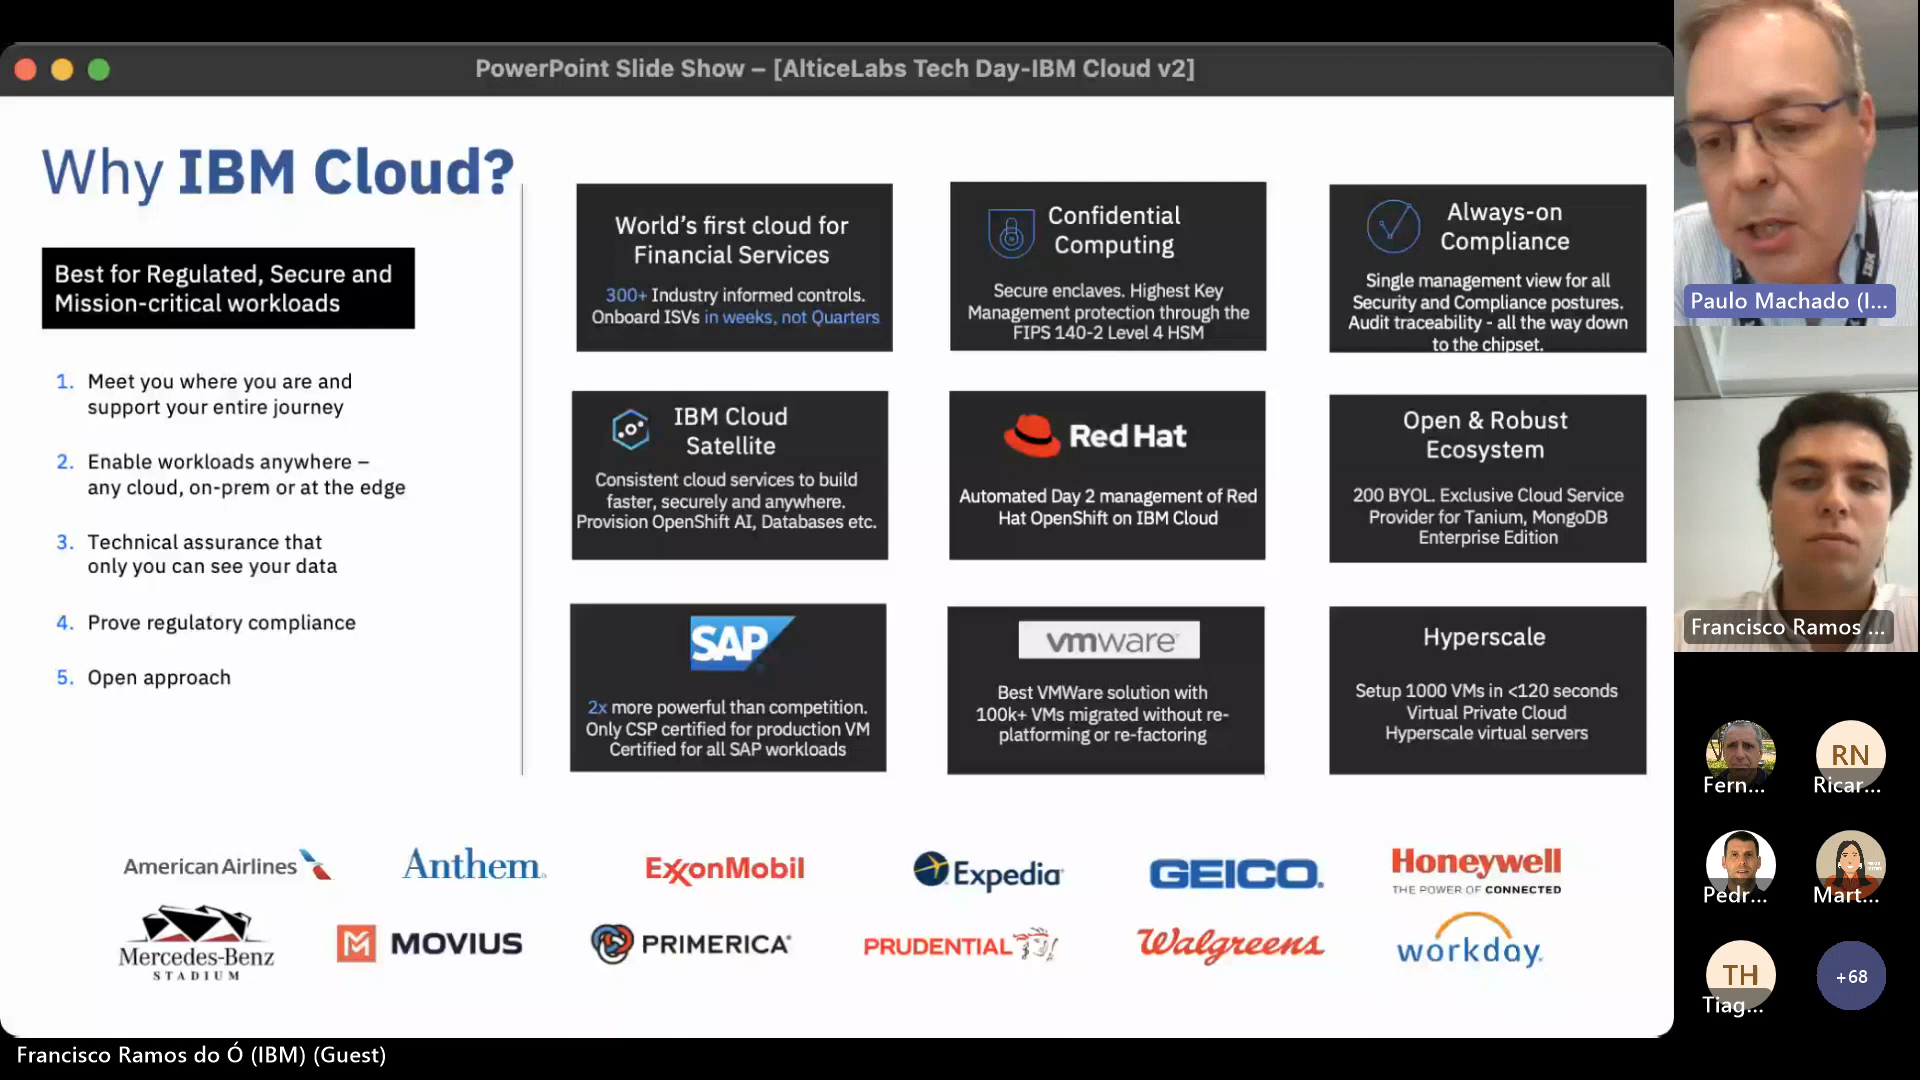 PowerPoint Slide Show – [AlticeLabs Tech Day-IBM Cloud v2]
Why IBM Cloud?
Best for Regulated, Secure and
Mission-critical workloads
1. Meet you where you are and
support your entire journey
2. Enable workloads anywhere –
any cloud, on-prem or at the edge
3. Technical assurance that
only you can see your data
4. Prove regulatory compliance
5. Open approach
World's first cloud for
Financial Services
300+ Industry informed controls.
Onboard ISVs in weeks, not Quarters
Confidential
Computing
Secure enclaves. Highest Key
Management protection through the
FIPS 140-2 Level 4 HSM
Always-on
Compliance
Single management view for all
Security and Compliance postures.
Audit traceability - all the way down
to the chipset.
IBM Cloud
Satellite
Consistent cloud services to build
faster, securely and anywhere.
Provision OpenShift AI, Databases etc.
Red Hat
Automated Day 2 management of Red
Hat OpenShift on IBM Cloud
Open & Robust
Ecosystem
200 BYOL. Exclusive Cloud Service
Provider for Tanium, MongoDB
Enterprise Edition
SAP
2x more powerful than competition.
Only CSP certified for production VM
Certified for all SAP workloads
vmware
Best VMWare solution with
100k+ VMs migrated without re-
platforming or re-factoring
Hyperscale
Setup 1000 VMs in <120 seconds
Virtual Private Cloud
Hyperscale virtual servers
American Airlines
Anthem
ExxonMobil
Expedia
GEICO
Honeywell
THE POWER OF CONNECTED
Mercedes-Benz
STADIUM
MOVIUS
PRIMERICA
PRUDENTIAL
Walgreens
workday
IBM
Paulo Machado (I...
Francisco Ramos ...
Fern...
RN
Ricar...
Pedr...
Mart...
TH
Tiag...
+68
Francisco Ramos do Ó (IBM) (Guest)